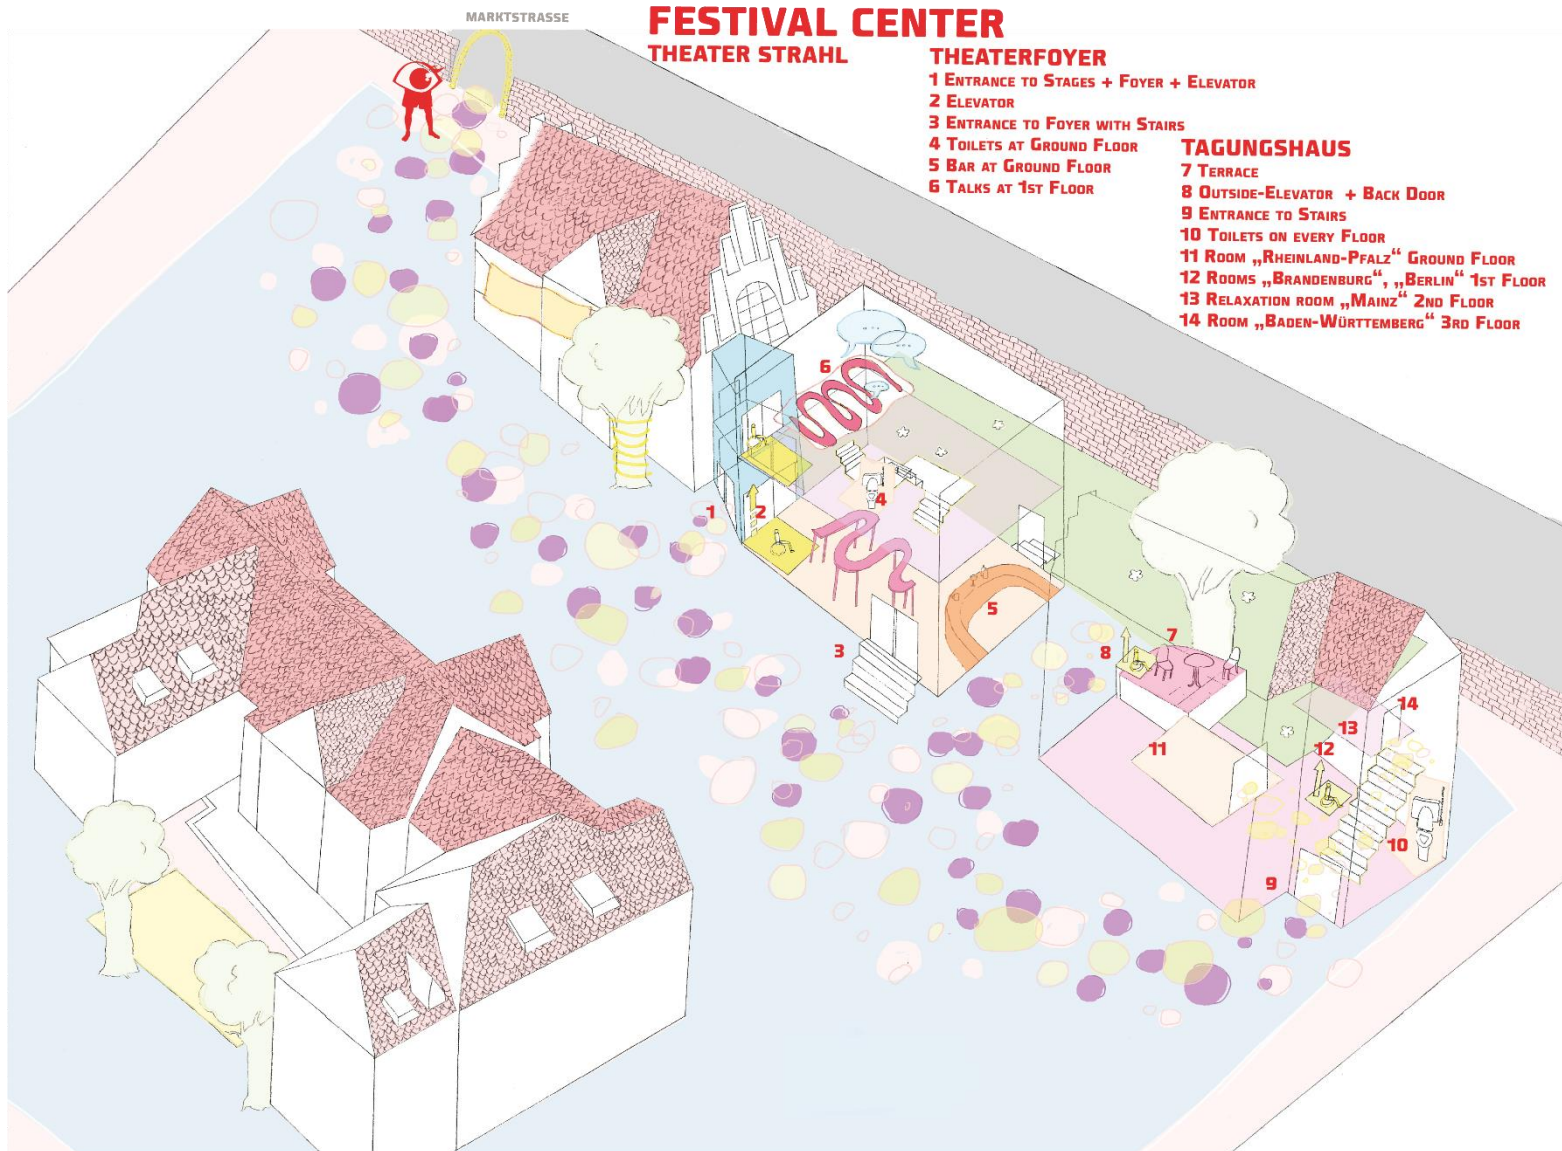 MARKTSTRASSE
FESTIVAL CENTER
THEATER STRAHL
THEATERFOYER
1 ENTRANCE TO STAGES + FOYER + ELEVATOR
2 ELEVATOR
3 ENTRANCE TO FOYER WITH STAIRS
4 TOILETS AT GROUND FLOOR
5 BAR AT GROUND FLOOR
6 TALKS AT 1ST FLOOR
TAGUNGSHAUS
7 TERRACE
8 OUTSIDE-ELEVATOR + BACK DOOR
9 ENTRANCE TO STAIRS
10 TOILETS ON EVERY FLOOR
11 ROOM „RHEINLAND-PFALZ“ GROUND FLOOR
12 ROOMS „BRANDENBURG“, „BERLIN“ 1ST FLOOR
13 RELAXATION ROOM „MAINZ“ 2ND FLOOR
14 ROOM „BADEN-WÜRTTEMBERG“ 3RD FLOOR
6
4
1
2
5
3
7
8
14
13
11
12
10
9